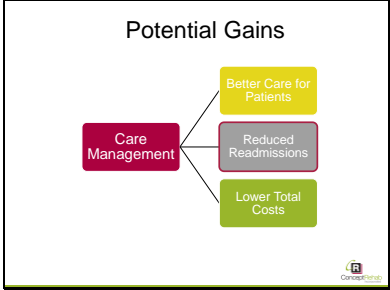 Potential Gains
Better Care for
Patients
Care
Management
Reduced
Readmissions
Lower Total
Costs
R
ConceptRehab